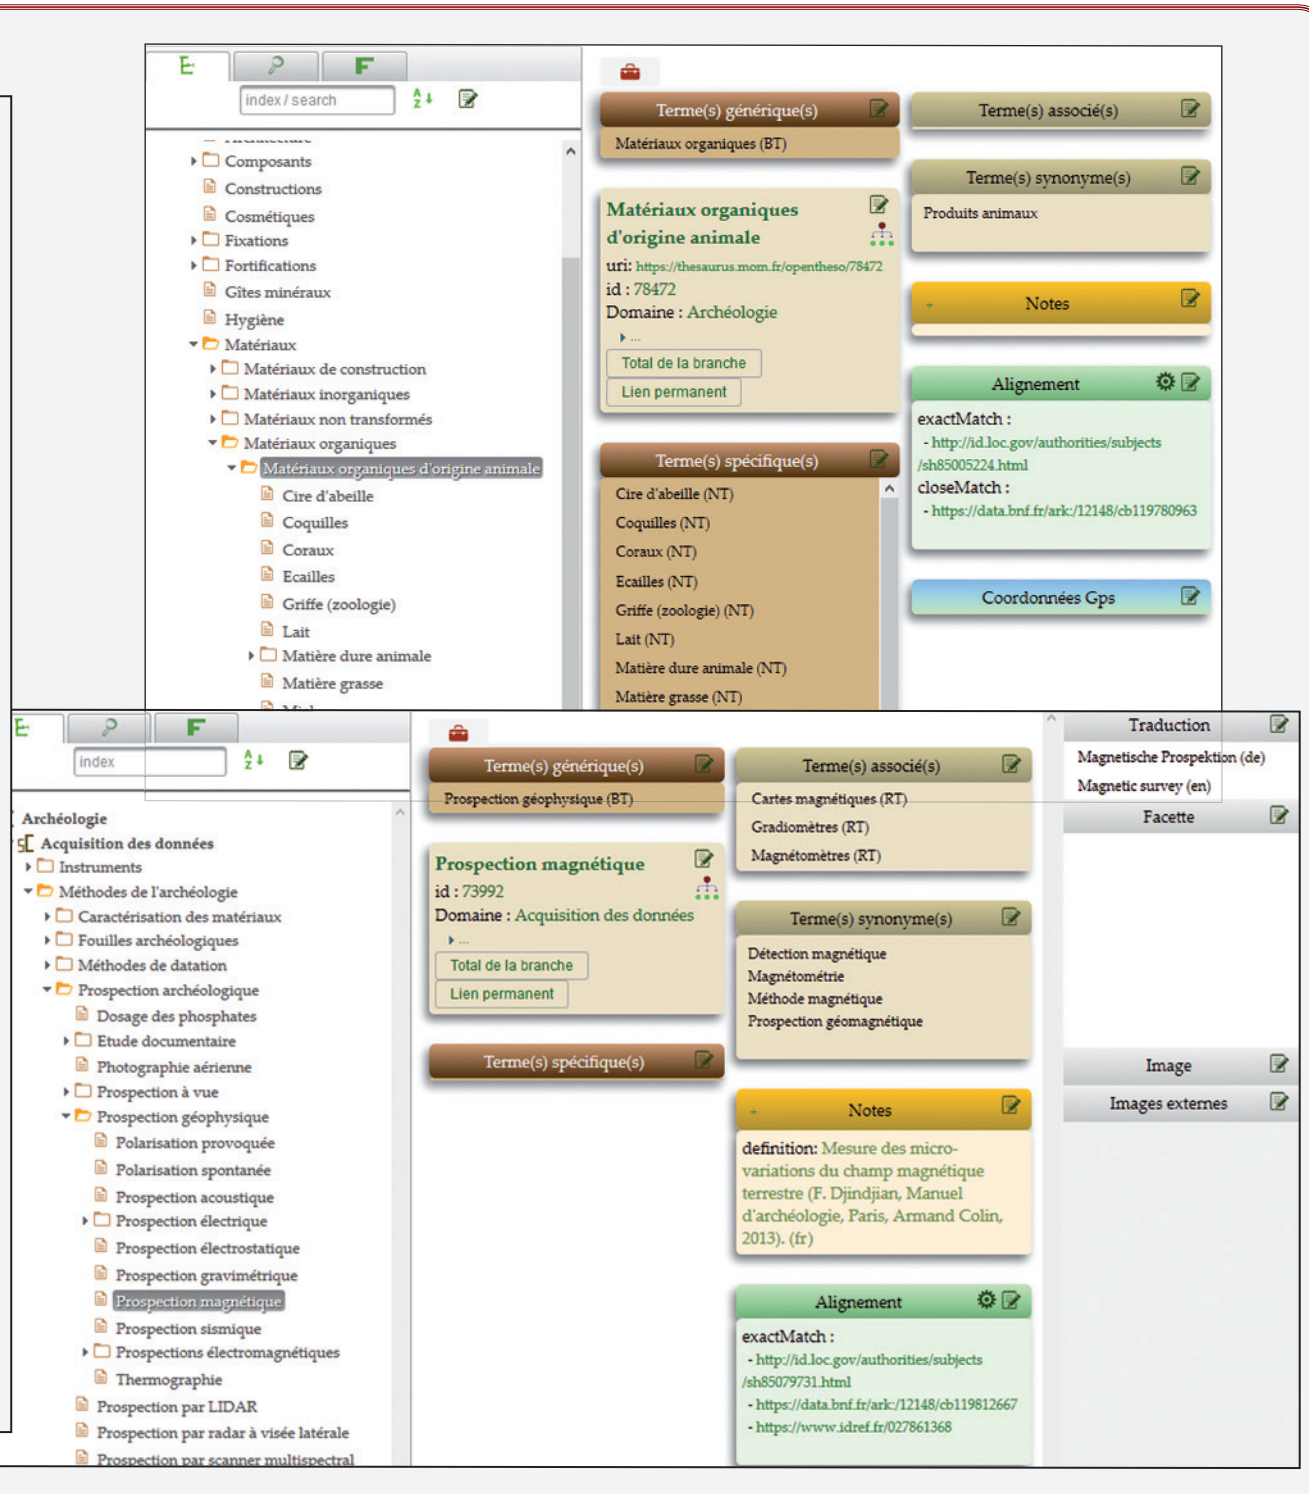 index / search
A
Z
Composants
Constructions
Cosmétiques
Fixations
Fortifications
Gîtes minéraux
Hygiène
Matériaux
Matériaux de construction
Matériaux inorganiques
Matériaux non transformés
Matériaux organiques
Matériaux organiques d'origine animale
Cire d'abeille
Coquilles
Coraux
Ecailles
Griffe (zoologie)
Lait
Matière dure animale
Matière grasse
Terme(s) générique(s)
Matériaux organiques (BT)
Matériaux organiques
d'origine animale
uri: https://thesaurus.mom.fr/opentheso/78472
id : 78472
Domaine : Archéologie
...
Total de la branche
Lien permanent
Terme(s) spécifique(s)
Cire d'abeille (NT)
Coquilles (NT)
Coraux (NT)
Ecailles (NT)
Griffe (zoologie) (NT)
Lait (NT)
Matière dure animale (NT)
Matière grasse (NT)
Terme(s) associé(s)
Terme(s) synonyme(s)
Produits animaux
+ Notes
Alignement
exactMatch :
- http://id.loc.gov/authorities/subjects
/sh85005224.html
closeMatch :
- https://data.bnf.fr/ark:/12148/cb119780963
Coordonnées Gps
index
A
Z
Archéologie
Acquisition des données
Instruments
Méthodes de l'archéologie
Caractérisation des matériaux
Fouilles archéologiques
Méthodes de datation
Prospection archéologique
Dosage des phosphates
Etude documentaire
Photographie aérienne
Prospection à vue
Prospection géophysique
Polarisation provoquée
Polarisation spontanée
Prospection acoustique
Prospection électrique
Prospection électrostatique
Prospection gravimétrique
Prospection magnétique
Prospection sismique
Prospections électromagnétiques
Thermographie
Prospection par LIDAR
Prospection par radar à visée latérale
Prospection par scanner multispectral
Terme(s) générique(s)
Prospection géophysique (BT)
Prospection magnétique
id : 73992
Domaine : Acquisition des données
...
Total de la branche
Lien permanent
Terme(s) spécifique(s)
Terme(s) associé(s)
Cartes magnétiques (RT)
Gradiomètres (RT)
Magnétomètres (RT)
Terme(s) synonyme(s)
Détection magnétique
Magnétométrie
Méthode magnétique
Prospection géomagnétique
+ Notes
definition: Mesure des micro-
variations du champ magnétique
terrestre (F. Djindjian, Manuel
d'archéologie, Paris, Armand Colin,
2013). (fr)
Alignement
exactMatch :
- http://id.loc.gov/authorities/subjects
/sh85079731.html
- https://data.bnf.fr/ark:/12148/cb119812667
- https://www.idref.fr/027861368
Traduction
Magnetische Prospektion (de)
Magnetic survey (en)
Facette
Image
Images externes